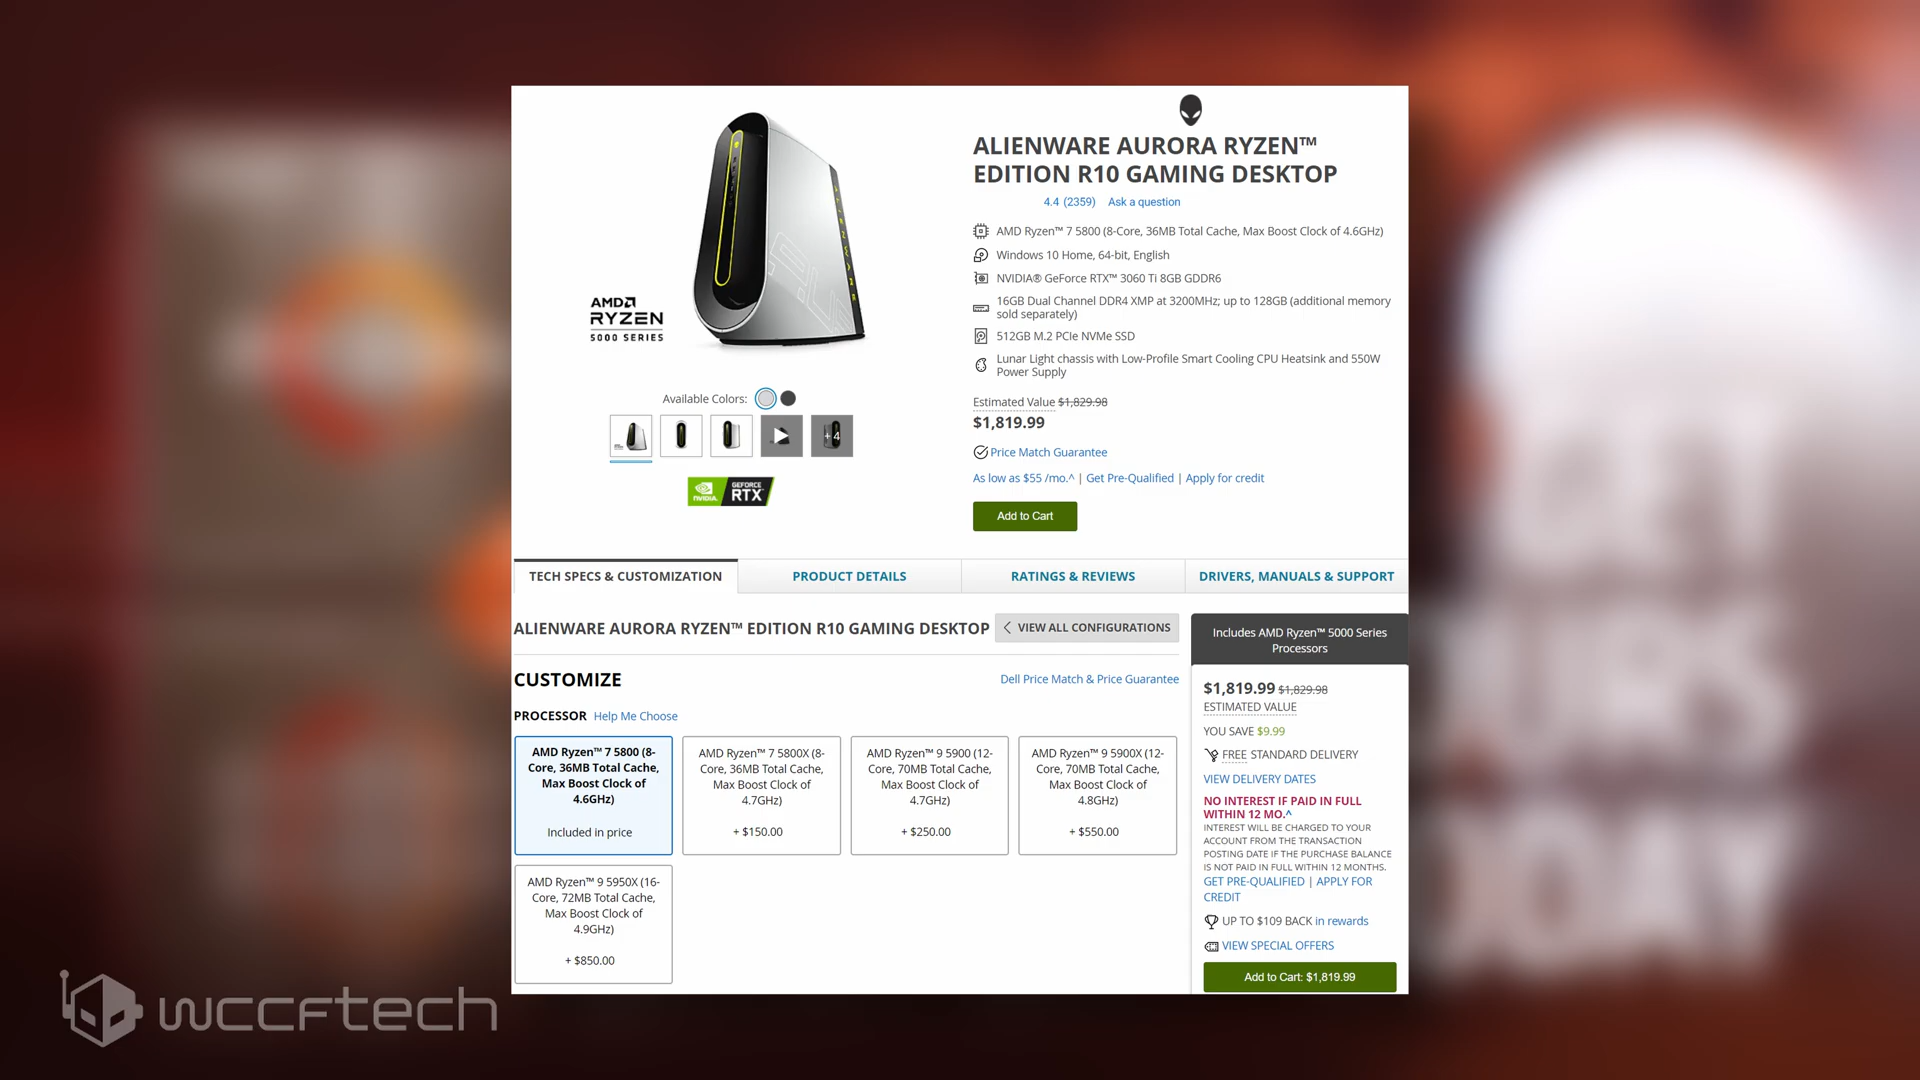 ALIENWARE AURORA RYZEN™
EDITION R10 GAMING DESKTOP
4.4 (2359) Ask a question
AMD Ryzen™ 7 5800 (8-Core, 36MB Total Cache, Max Boost Clock of 4.6GHz)
Windows 10 Home, 64-bit, English
NVIDIA® GeForce RTX™ 3060 Ti 8GB GDDR6
16GB Dual Channel DDR4 XMP at 3200MHz; up to 128GB (additional memory
sold separately)
512GB M.2 PCIe NVMe SSD
Lunar Light chassis with Low-Profile Smart Cooling CPU Heatsink and 550W
Power Supply
Estimated Value $1,829.98
$1,819.99
Price Match Guarantee
As low as $55 /mo.^ | Get Pre-Qualified | Apply for credit
Add to Cart
AMD
RYZEN
5000 SERIES
Available Colors:
+4
NVIDIA. GEFORCE
RTX
TECH SPECS & CUSTOMIZATION
PRODUCT DETAILS
RATINGS & REVIEWS
DRIVERS, MANUALS & SUPPORT
ALIENWARE AURORA RYZEN™ EDITION R10 GAMING DESKTOP
VIEW ALL CONFIGURATIONS
CUSTOMIZE
Dell Price Match & Price Guarantee
PROCESSOR Help Me Choose
AMD Ryzen™ 7 5800 (8-
Core, 36MB Total Cache,
Max Boost Clock of
4.6GHz)
Included in price
AMD Ryzen™ 7 5800X (8-
Core, 36MB Total Cache,
Max Boost Clock of
4.7GHz)
+ $150.00
AMD Ryzen™ 9 5900 (12-
Core, 70MB Total Cache,
Max Boost Clock of
4.7GHz)
+ $250.00
AMD Ryzen™ 9 5900X (12-
Core, 70MB Total Cache,
Max Boost Clock of
4.8GHz)
+ $550.00
AMD Ryzen™ 9 5950X (16-
Core, 72MB Total Cache,
Max Boost Clock of
4.9GHz)
+ $850.00
Includes AMD Ryzen™ 5000 Series
Processors
$1,819.99 $1,829.98
ESTIMATED VALUE
YOU SAVE $9.99
FREE STANDARD DELIVERY
VIEW DELIVERY DATES
NO INTEREST IF PAID IN FULL
WITHIN 12 MO.^
INTEREST WILL BE CHARGED TO YOUR
ACCOUNT FROM THE TRANSACTION
POSTING DATE IF THE PURCHASE BALANCE
IS NOT PAID IN FULL WITHIN 12 MONTHS.
GET PRE-QUALIFIED | APPLY FOR
CREDIT
UP TO $109 BACK in rewards
VIEW SPECIAL OFFERS
Add to Cart: $1,819.99
wccftech